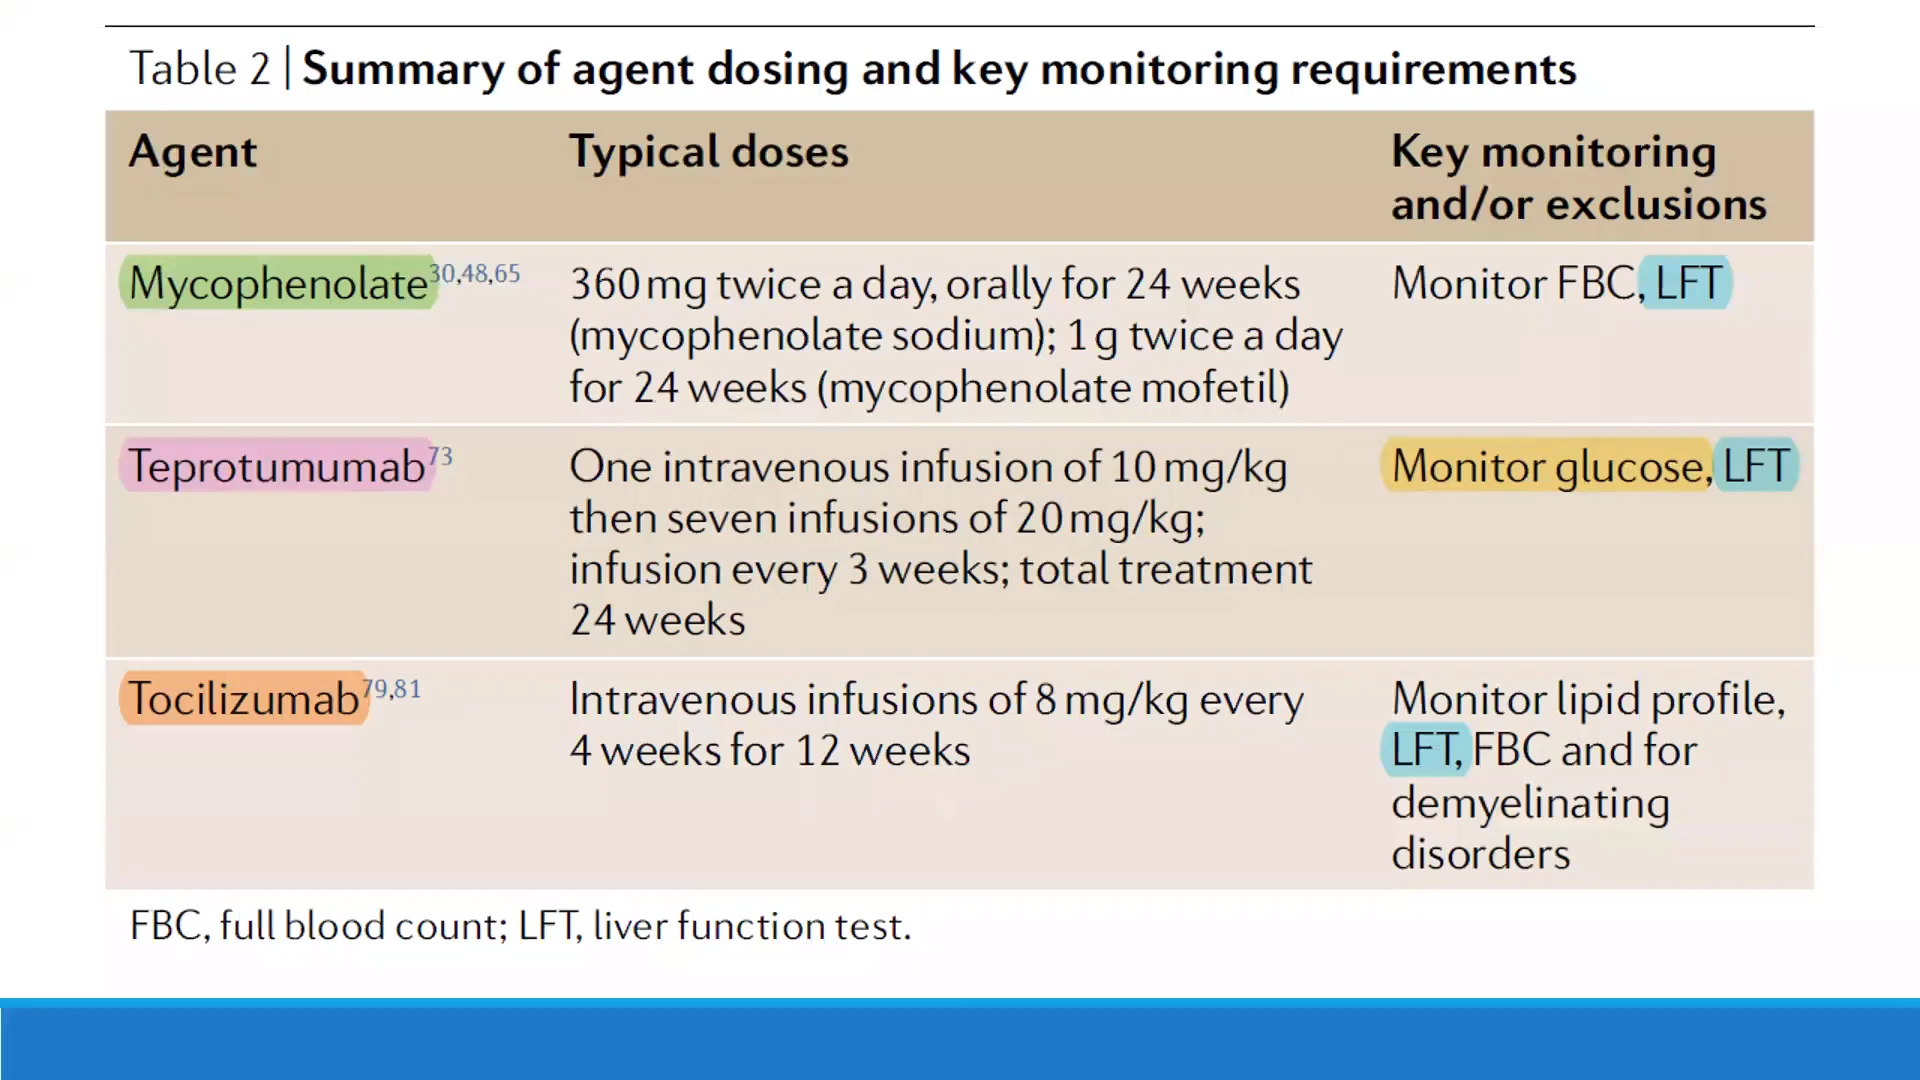 Table 2 | Summary of agent dosing and key monitoring requirements
Agent
Typical doses
Key monitoring
and/or exclusions
Mycophenolate30,48,65
360 mg twice a day, orally for 24 weeks
(mycophenolate sodium); 1 g twice a day
for 24 weeks (mycophenolate mofetil)
Monitor FBC, LFT
Teprotumumab73
One intravenous infusion of 10 mg/kg
then seven infusions of 20 mg/kg;
infusion every 3 weeks; total treatment
24 weeks
Monitor glucose, LFT
Tocilizumab79,81
Intravenous infusions of 8 mg/kg every
4 weeks for 12 weeks
Monitor lipid profile,
LFT, FBC and for
demyelinating
disorders
FBC, full blood count; LFT, liver function test.